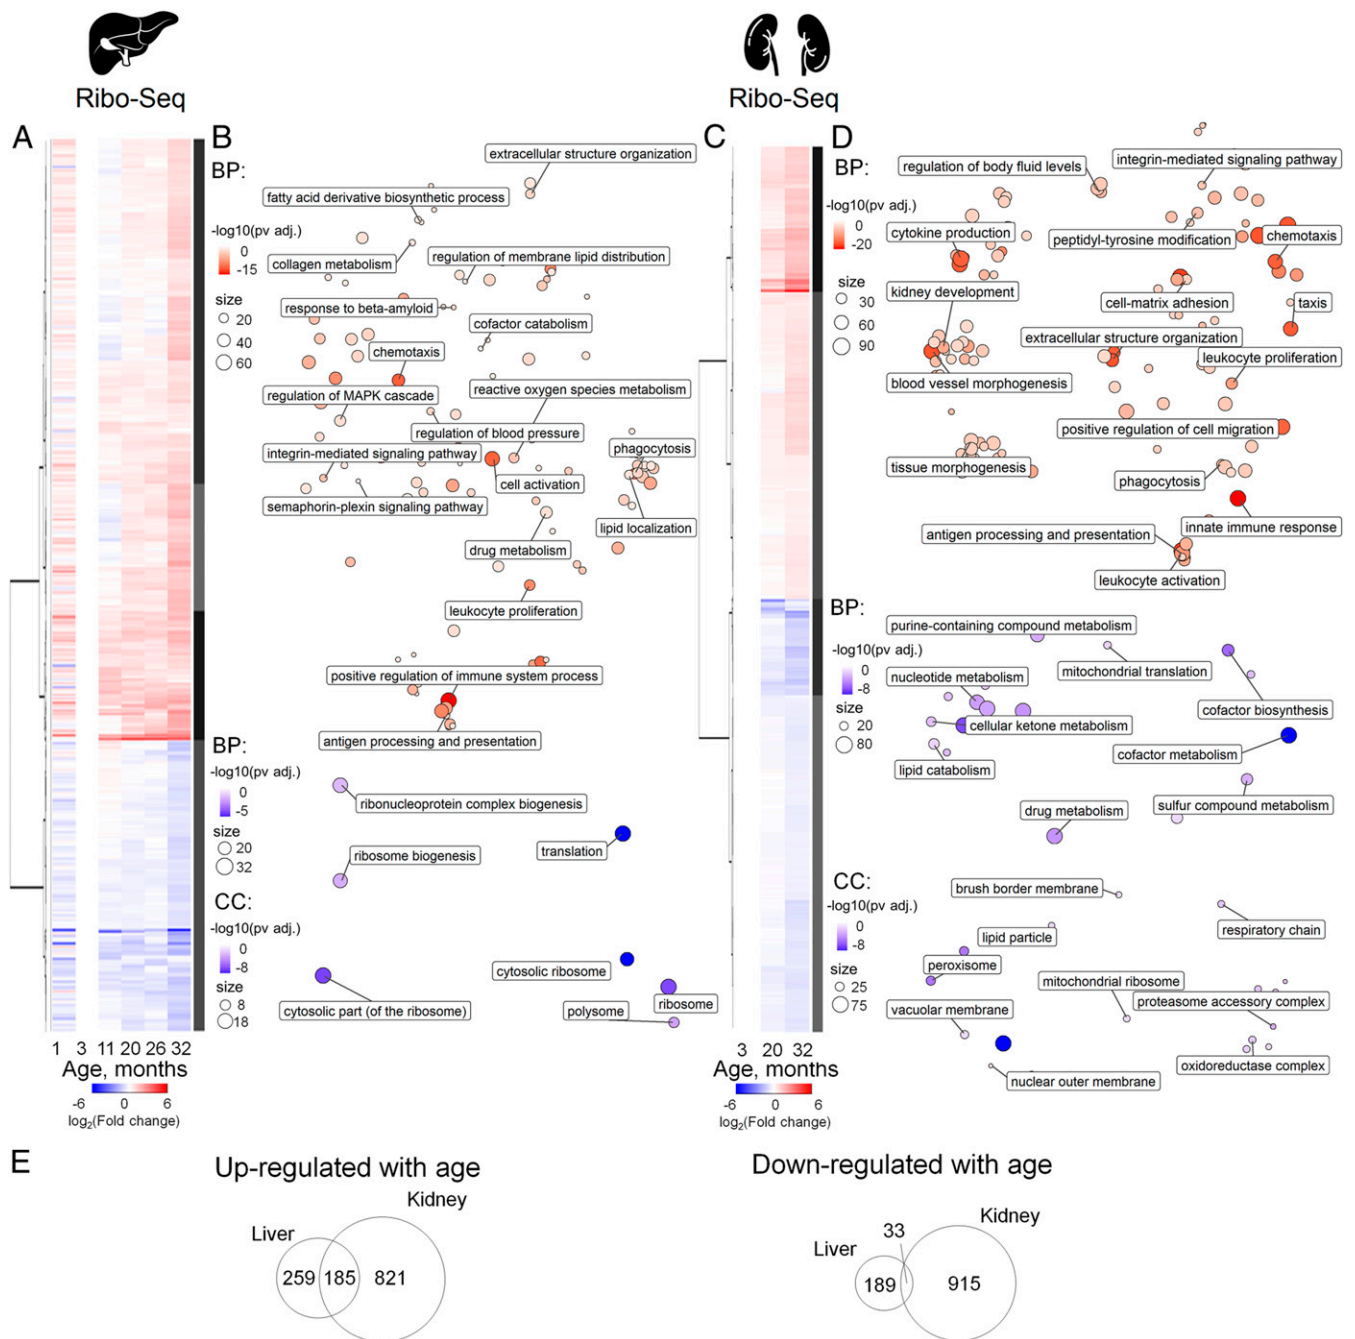 Ribo-Seq
Ribo-Seq
A
B
BP:
-log10(pv adj.)
0
-15
size
20
40
60
extracellular structure organization
fatty acid derivative biosynthetic process
regulation of membrane lipid distribution
collagen metabolism
response to beta-amyloid
cofactor catabolism
chemotaxis
reactive oxygen species metabolism
regulation of MAPK cascade
regulation of blood pressure
integrin-mediated signaling pathway
phagocytosis
cell activation
semaphorin-plexin signaling pathway
lipid localization
drug metabolism
leukocyte proliferation
positive regulation of immune system process
antigen processing and presentation
BP:
-log10(pv adj.)
0
-5
size
20
32
ribonucleoprotein complex biogenesis
translation
ribosome biogenesis
CC:
-log10(pv adj.)
0
-8
size
8
18
cytosolic ribosome
cytosolic part (of the ribosome)
ribosome
polysome
1 3 11 20 26 32
Age, months
-6 0 6
log2(Fold change)
C
D
BP:
-log10(pv adj.)
0
-20
size
30
60
90
integrin-mediated signaling pathway
regulation of body fluid levels
cytokine production
peptidyl-tyrosine modification
chemotaxis
kidney development
cell-matrix adhesion
taxis
extracellular structure organization
leukocyte proliferation
blood vessel morphogenesis
positive regulation of cell migration
tissue morphogenesis
phagocytosis
antigen processing and presentation
innate immune response
leukocyte activation
BP:
-log10(pv adj.)
0
-8
size
20
80
purine-containing compound metabolism
mitochondrial translation
nucleotide metabolism
cofactor biosynthesis
cellular ketone metabolism
cofactor metabolism
lipid catabolism
sulfur compound metabolism
drug metabolism
CC:
-log10(pv adj.)
0
-8
size
25
75
brush border membrane
respiratory chain
lipid particle
peroxisome
mitochondrial ribosome
proteasome accessory complex
vacuolar membrane
oxidoreductase complex
nuclear outer membrane
3 20 32
Age, months
-6 0 6
log2(Fold change)
E
Up-regulated with age
Kidney
Liver
259 185 821
Down-regulated with age
33
Kidney
Liver
189
915